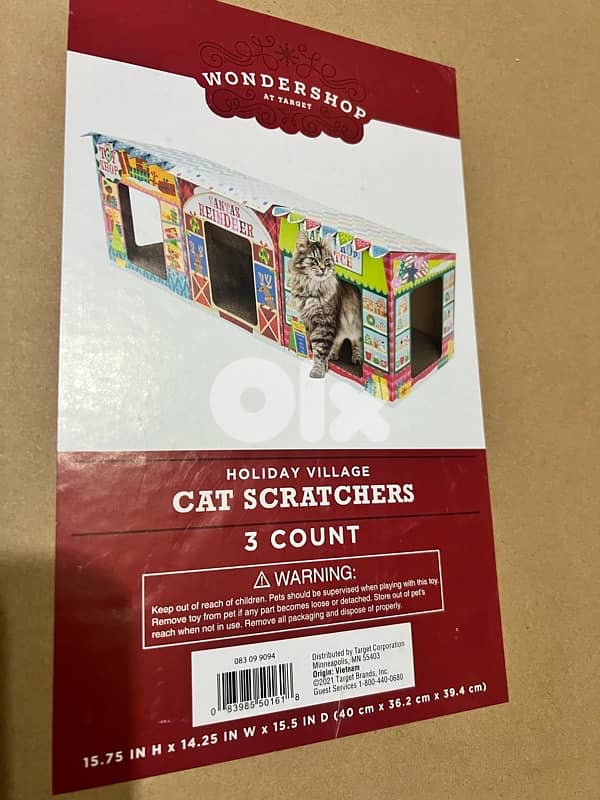 WONDERSHOP
AT TARGET
TOY
SHOP
SANTAS
REINDEER
olx
HOLIDAY VILLAGE
CAT SCRATCHERS
3 COUNT
⚠ WARNING:
Keep out of reach of children. Pets should be supervised when playing with this toy.
Remove toy from pet if any part becomes loose or detached. Store out of pet's
reach when not in use. Remove all packaging and dispose of properly.
083 09 9094
0 83985 50161 8
Distributed by Target Corporation
Minneapolis, MN 55403
Origin: Vietnam
©2021 Target Brands, Inc.
Guest Services 1-800-440-0680
15.75 IN H x 14.25 IN W x 15.5 IN D (40 cm x 36.2 cm x 39.4 cm)